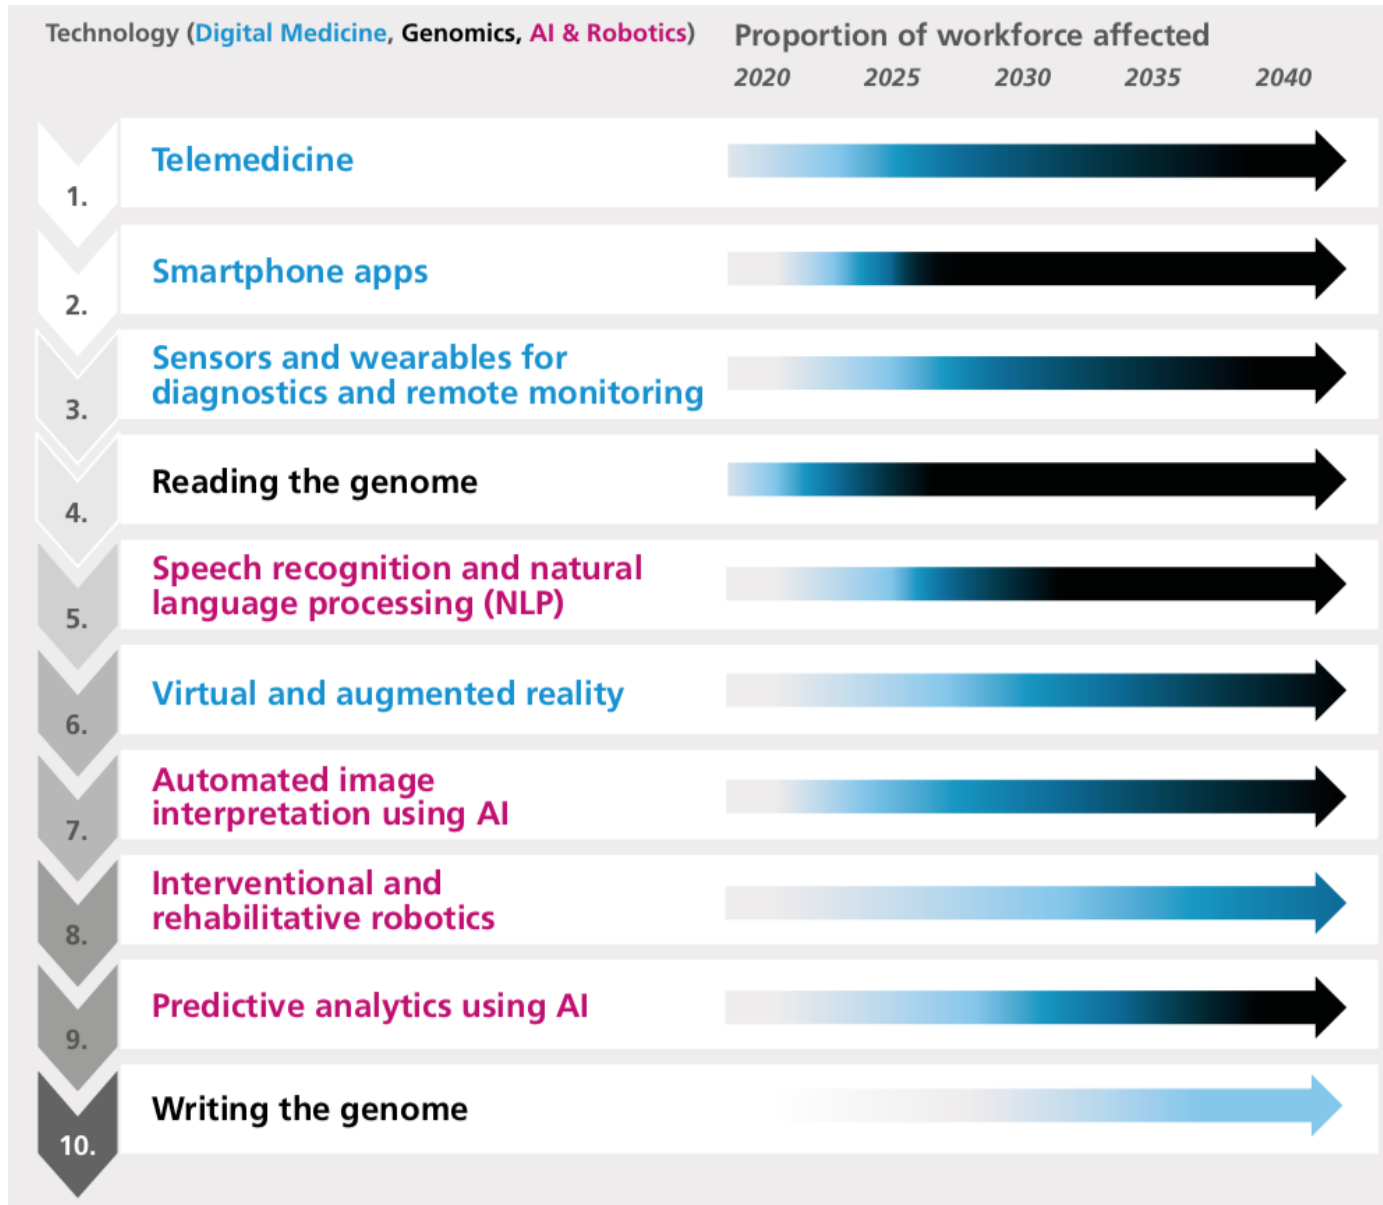 Technology (Digital Medicine, Genomics, AI & Robotics)
Proportion of workforce affected
2020 2025 2030 2035 2040
1.
Telemedicine
2.
Smartphone apps
3.
Sensors and wearables for
diagnostics and remote monitoring
4.
Reading the genome
5.
Speech recognition and natural
language processing (NLP)
6.
Virtual and augmented reality
7.
Automated image
interpretation using AI
8.
Interventional and
rehabilitative robotics
9.
Predictive analytics using AI
10.
Writing the genome